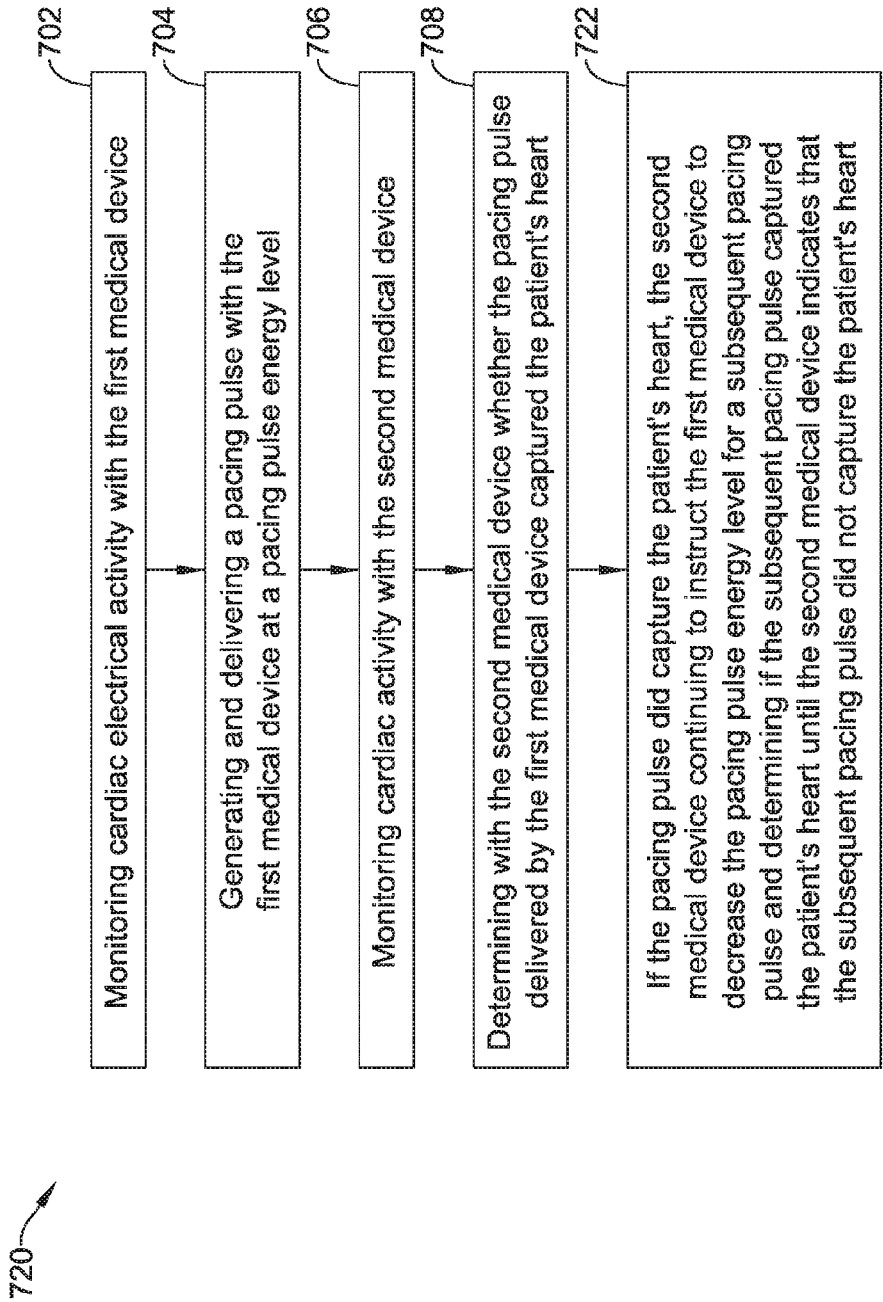 720
702
Monitoring cardiac electrical activity with the first medical device
704
Generating and delivering a pacing pulse with the
first medical device at a pacing pulse energy level
706
Monitoring cardiac activity with the second medical device
708
Determining with the second medical device whether the pacing pulse
delivered by the first medical device captured the patient's heart
722
If the pacing pulse did capture the patient's heart, the second
medical device continuing to instruct the first medical device to
decrease the pacing pulse energy level for a subsequent pacing
pulse and determining if the subsequent pacing pulse captured
the patient's heart until the second medical device indicates that
the subsequent pacing pulse did not capture the patient's heart